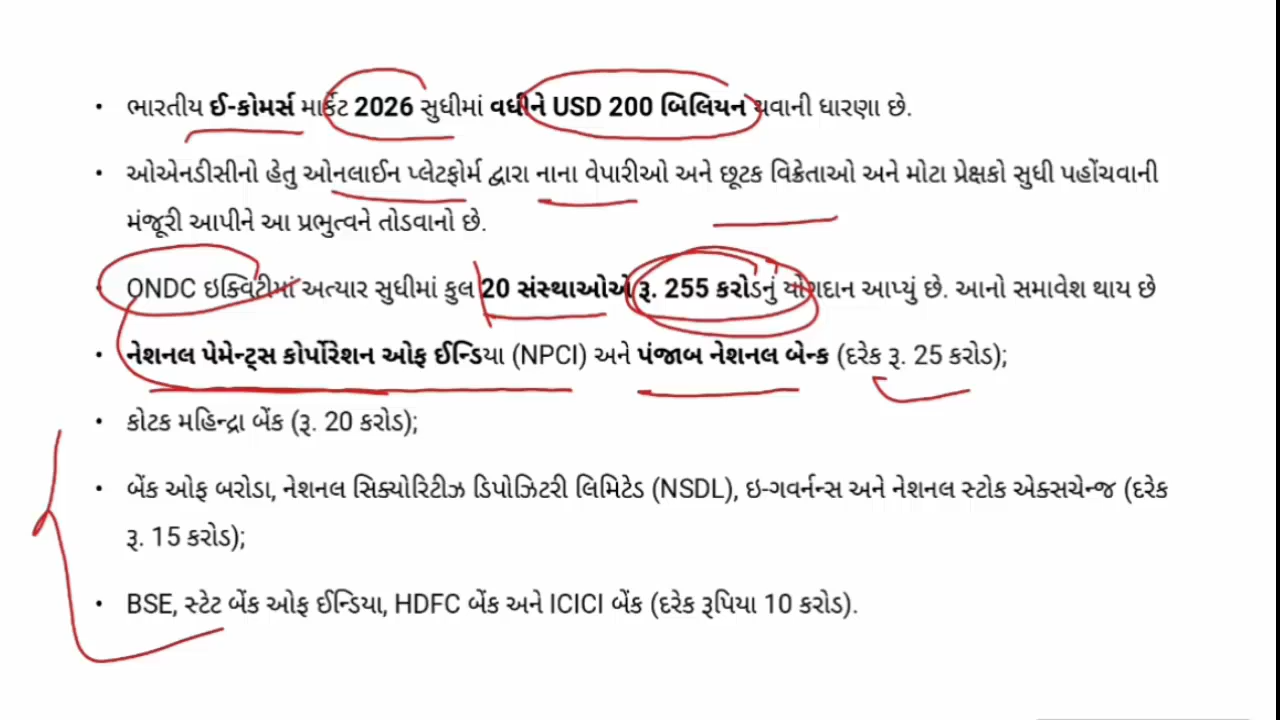 • ભારતીય ઈ-કોમર્સ માર્કેટ 2026 સુધીમાં વધીને USD 200 બિલિયન થવાની ધારણા છે.
• ઓએનડીસીનો હેતુ ઓનલાઈન પ્લેટફોર્મ દ્વારા નાના વેપારીઓ અને છૂટક વિક્રેતાઓ અને મોટા પ્રેક્ષકો સુધી પહોંચવાની
મંજૂરી આપીને આ પ્રભુત્વને તોડવાનો છે.
• ONDC ઇક્વિટીમાં અત્યાર સુધીમાં કુલ 20 સંસ્થાઓએ રૂ. 255 કરોડનું યોગદાન આપ્યું છે. આનો સમાવેશ થાય છે
• નેશનલ પેમેન્ટ્સ કોર્પોરેશન ઓફ ઈન્ડિયા (NPCI) અને પંજાબ નેશનલ બેન્ક (દરેક રૂ. 25 કરોડ);
• કોટક મહિન્દ્રા બેંક (રૂ. 20 કરોડ);
• બેંક ઓફ બરોડા, નેશનલ સિક્યોરિટીઝ ડિપોઝિટરી લિમિટેડ (NSDL), ઇ-ગવર્નન્સ અને નેશનલ સ્ટોક એક્સચેન્જ (દરેક
રૂ. 15 કરોડ);
• BSE, સ્ટેટ બેંક ઓફ ઈન્ડિયા, HDFC બેંક અને ICICI બેંક (દરેક રૂપિયા 10 કરોડ).